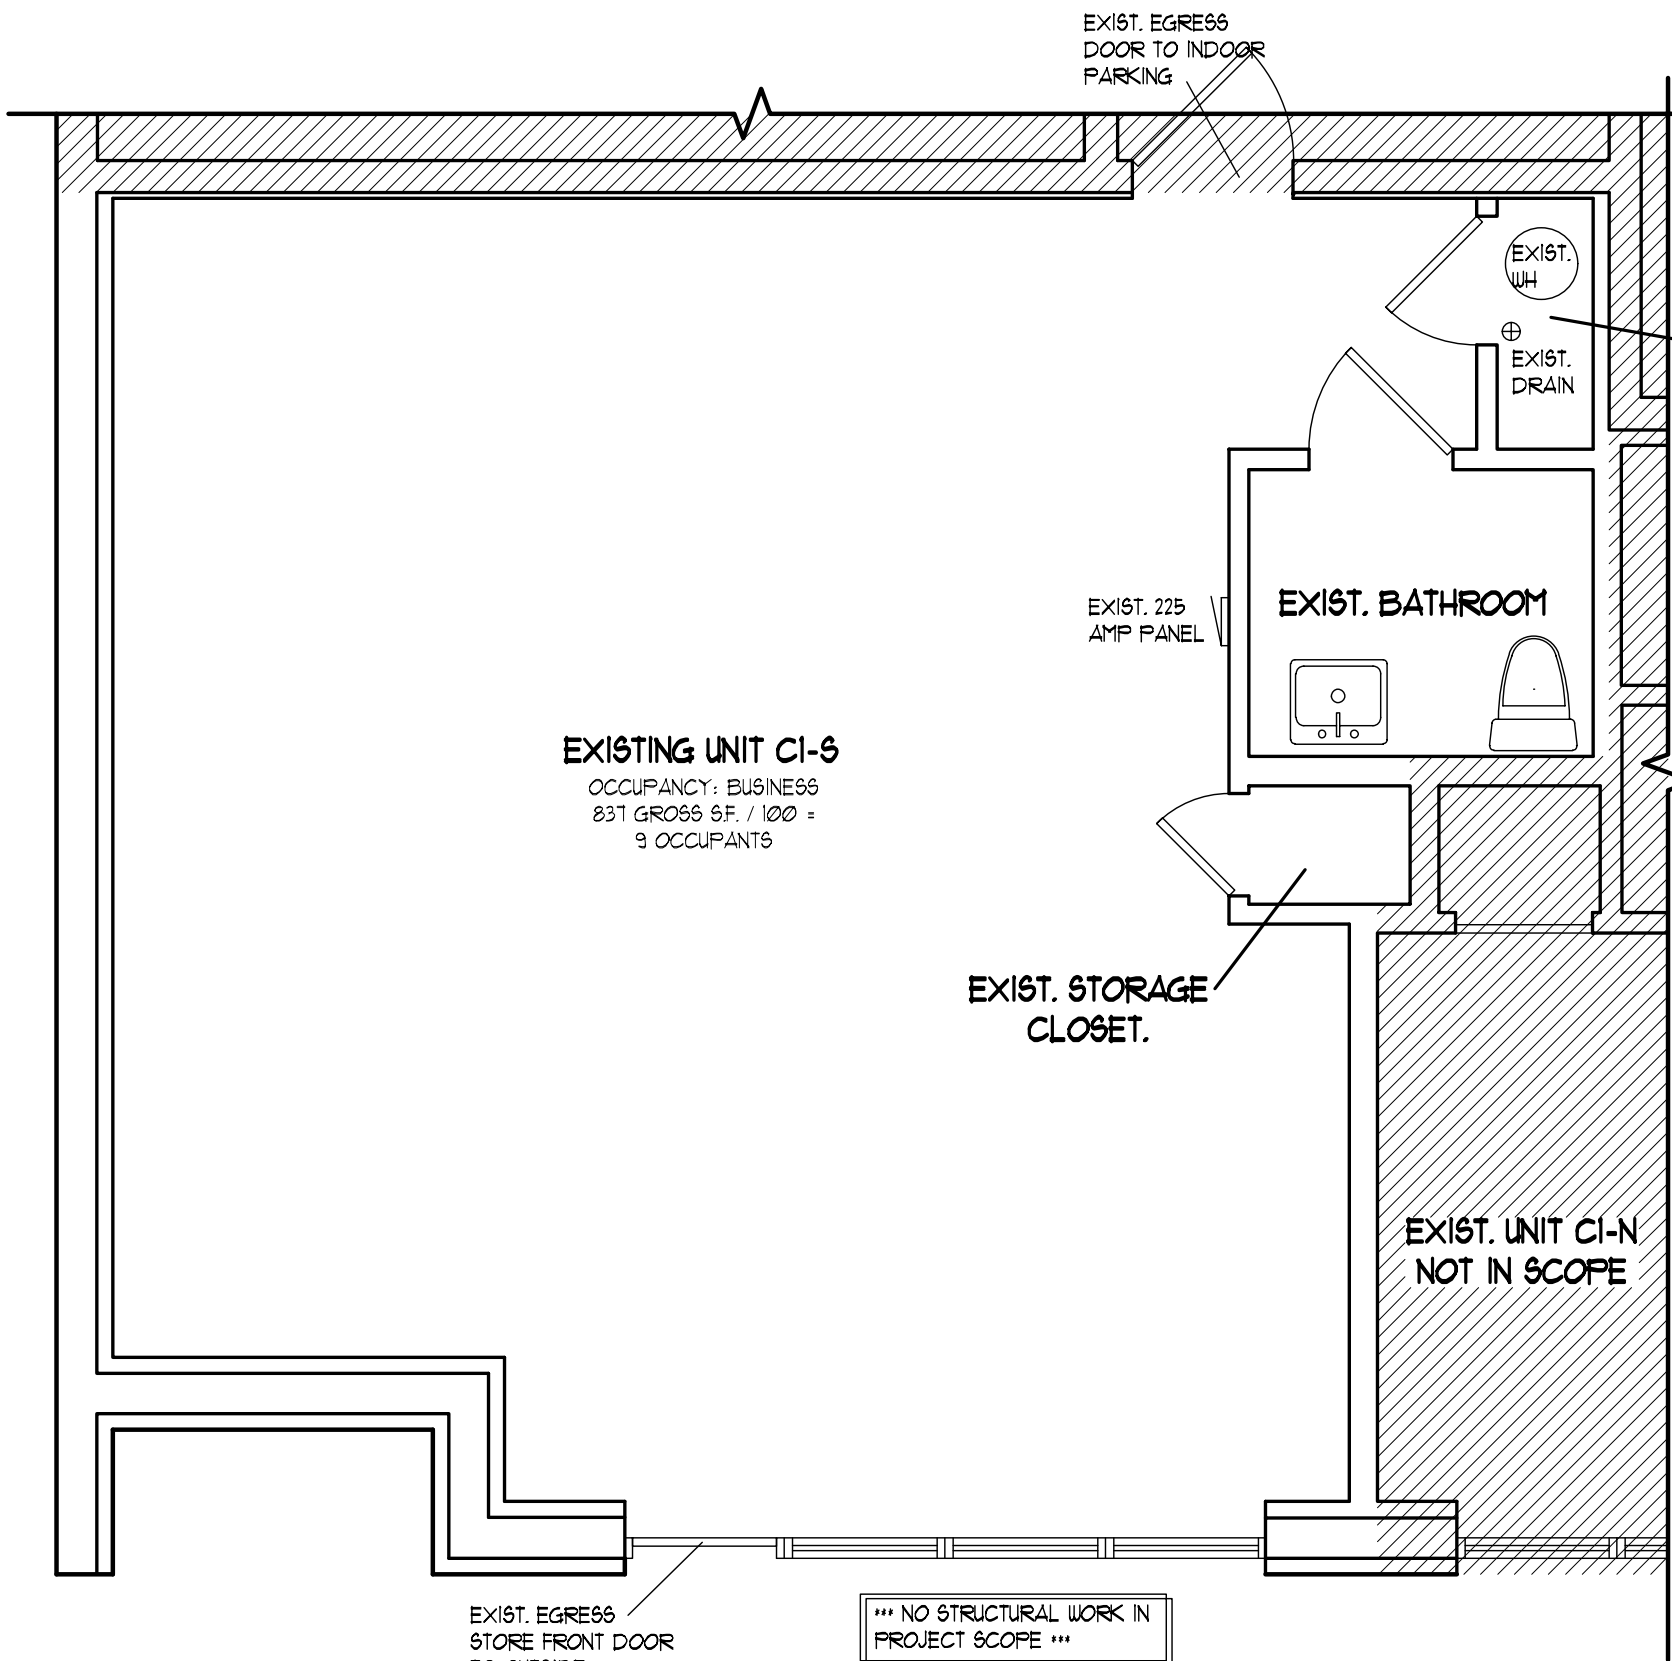 EXIST. EGRESS
DOOR TO INDOOR
PARKING
EXIST.
WH
EXIST.
DRAIN
EXIST. 225
AMP PANEL
EXIST. BATHROOM
EXISTING UNIT C1-S
OCCUPANCY: BUSINESS
837 GROSS S.F. / 100 =
9 OCCUPANTS
EXIST. STORAGE
CLOSET.
EXIST. UNIT C1-N
NOT IN SCOPE
EXIST. EGRESS
STORE FRONT DOOR
*** NO STRUCTURAL WORK IN
PROJECT SCOPE ***